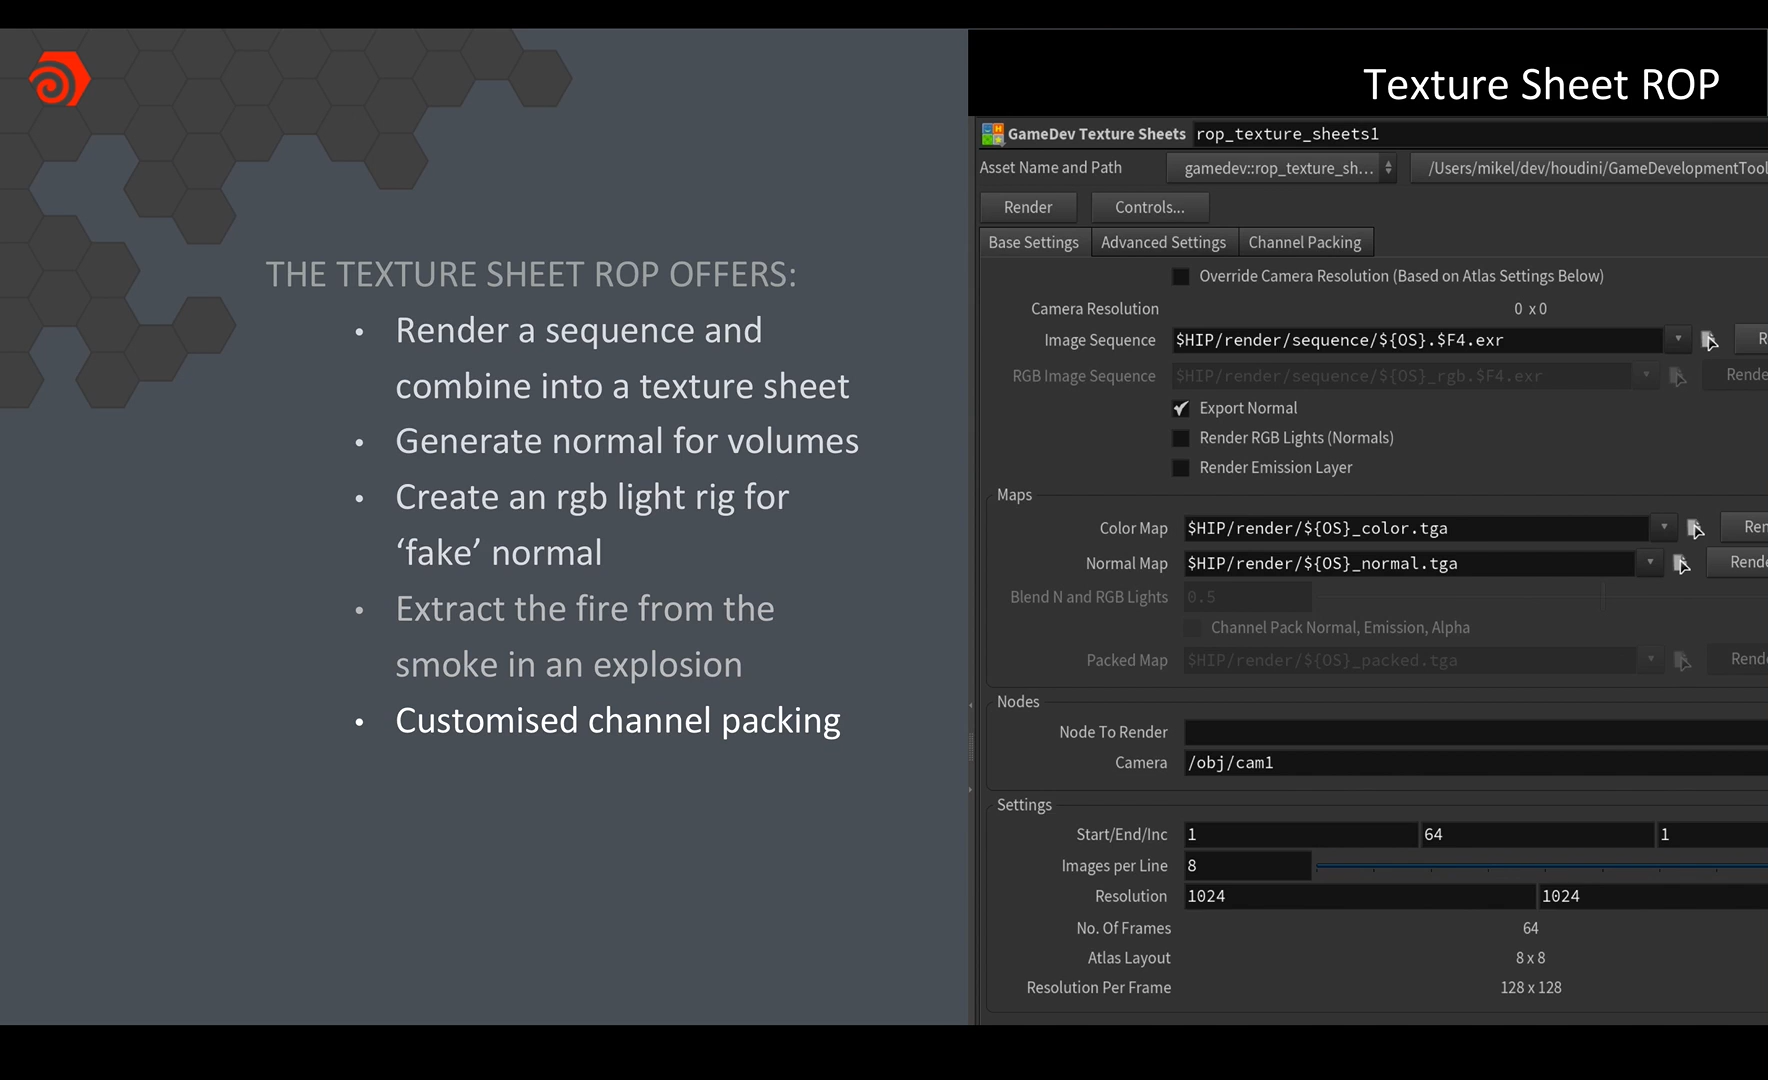 Texture Sheet ROP
THE TEXTURE SHEET ROP OFFERS:
• Render a sequence and
combine into a texture sheet
• Generate normal for volumes
• Create an rgb light rig for
‘fake’ normal
• Extract the fire from the
smoke in an explosion
• Customised channel packing
GameDev Texture Sheets rop_texture_sheets1
Asset Name and Path gamedev::rop_texture_sh... /Users/mikel/dev/houdini/GameDevelopmentTool
Render Controls...
Base Settings Advanced Settings Channel Packing
Override Camera Resolution (Based on Atlas Settings Below)
Camera Resolution 0 x 0
Image Sequence $HIP/render/sequence/${OS}.$F4.exr R
RGB Image Sequence $HIP/render/sequence/${OS}_rgb.$F4.exr Rende
Export Normal
Render RGB Lights (Normals)
Render Emission Layer
Maps
Color Map $HIP/render/${OS}_color.tga Ren
Normal Map $HIP/render/${OS}_normal.tga Rende
Blend N and RGB Lights 0.5
Channel Pack Normal, Emission, Alpha
Packed Map $HIP/render/${OS}_packed.tga Rende
Nodes
Node To Render
Camera /obj/cam1
Settings
Start/End/Inc 1 64 1
Images per Line 8
Resolution 1024 1024
No. Of Frames 64
Atlas Layout 8 x 8
Resolution Per Frame 128 x 128